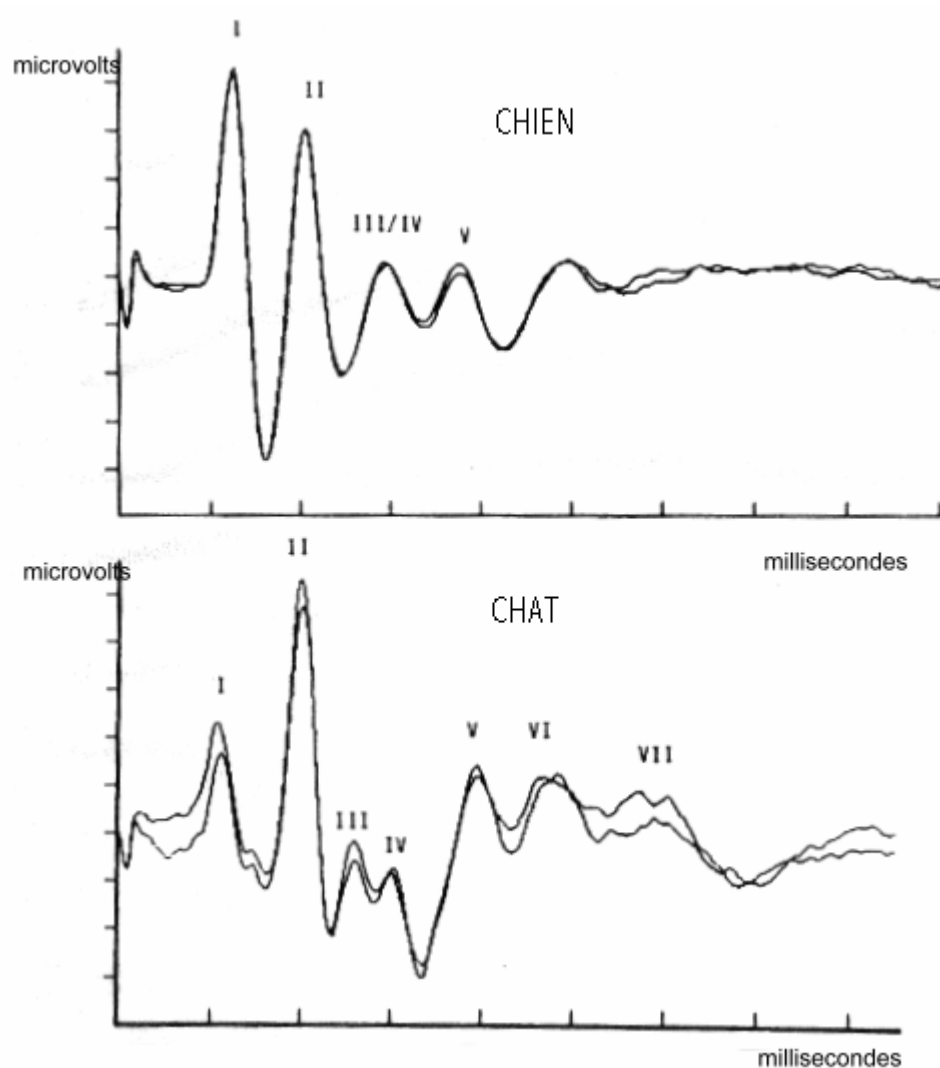 I
microvolts
II
CHIEN
III/IV
V
millisecondes
II
microvolts
CHAT
I
V
VI
VII
III
IV
millisecondes